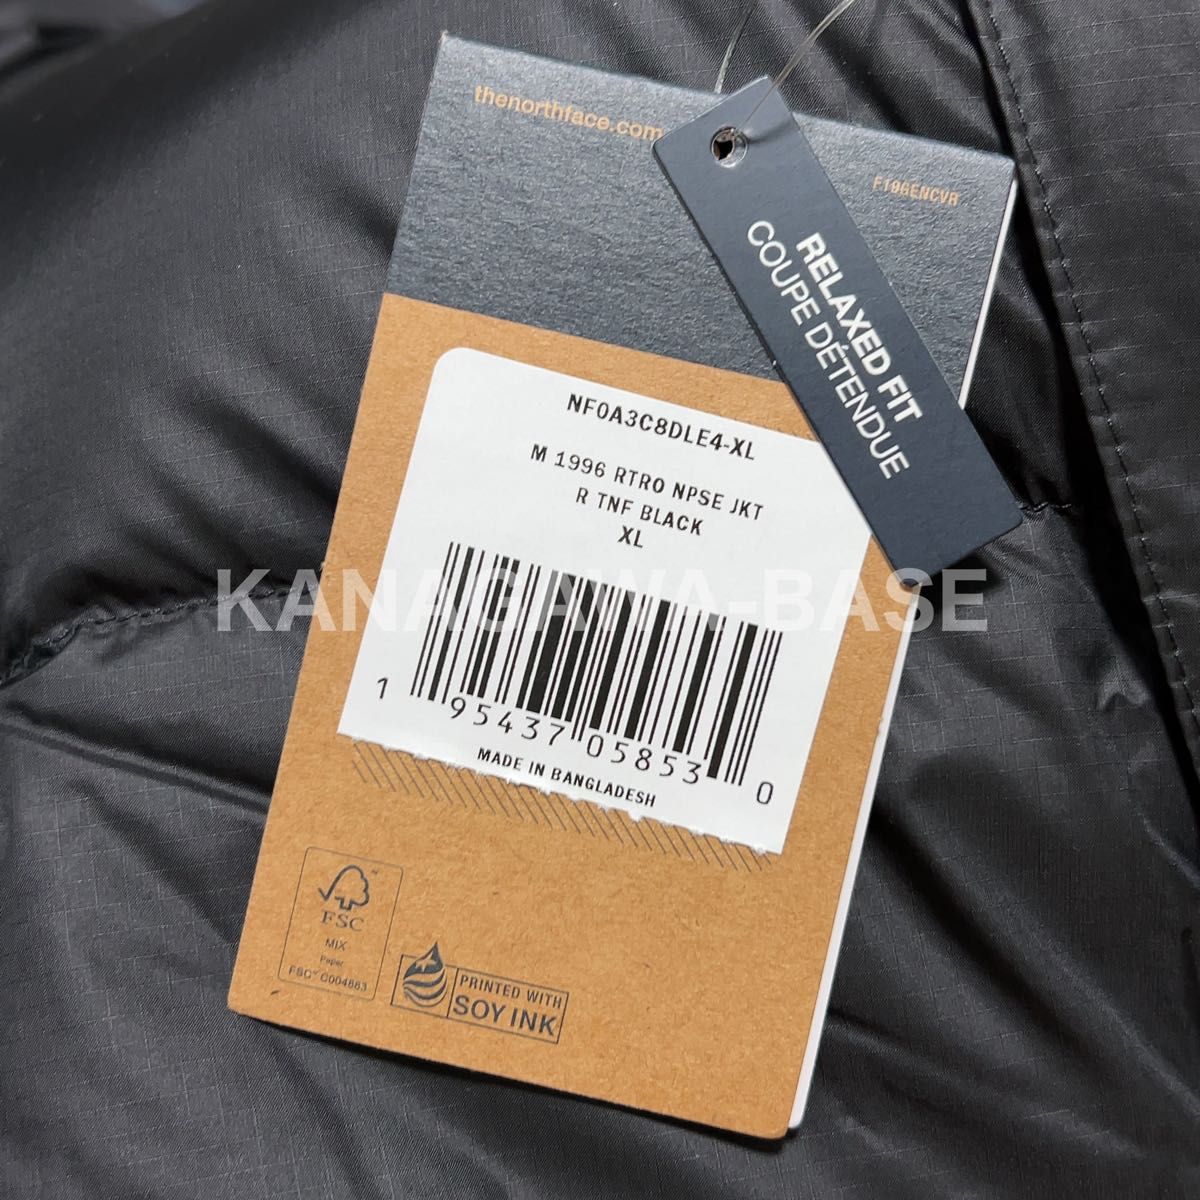 thenorthface.com
F19GENCVR
RELAXED FIT
COUPE DÉTENDUE
NF0A3C8DLE4-XL
M 1996 RTRO NPSE JKT
R TNF BLACK
XL
KANAGAWA-BASE
1 95437 05853 0
MADE IN BANGLADESH
FSC
MIX
Paper
FSC™ C004883
PRINTED WITH
SOY INK